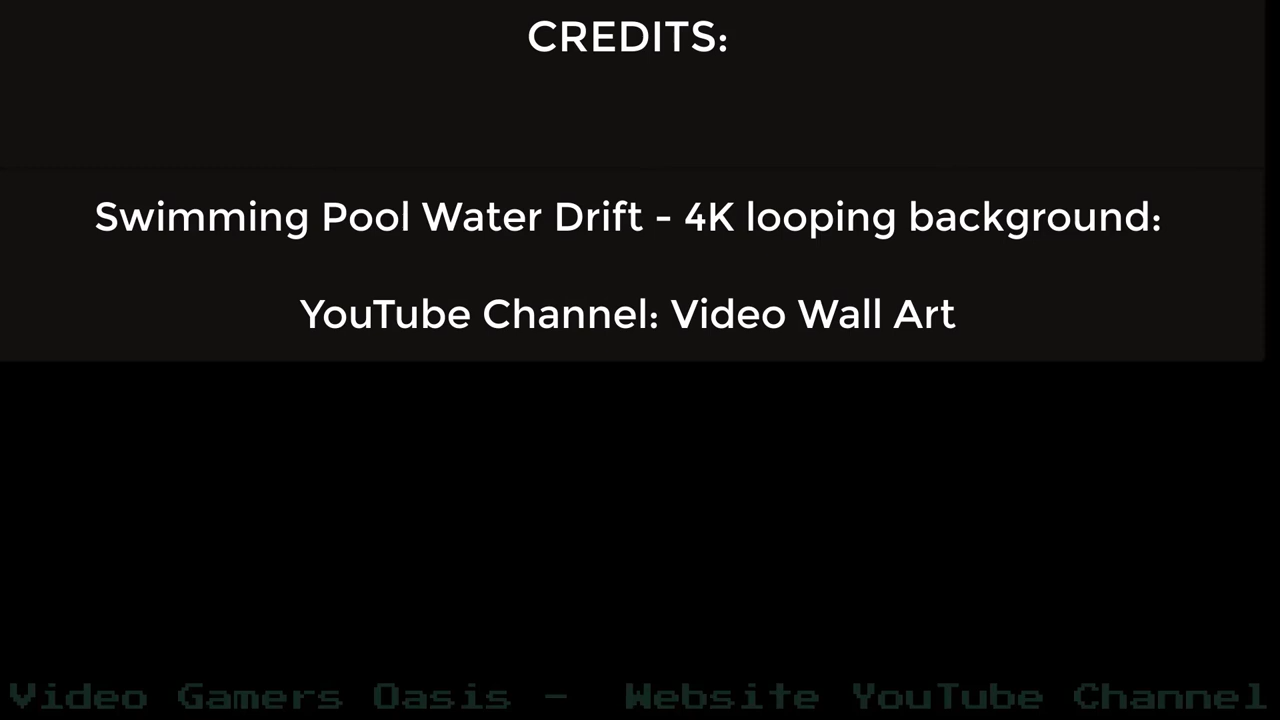 CREDITS:
Swimming Pool Water Drift - 4K looping background:
YouTube Channel: Video Wall Art
Video Gamers Oasis - Website YouTube Channel